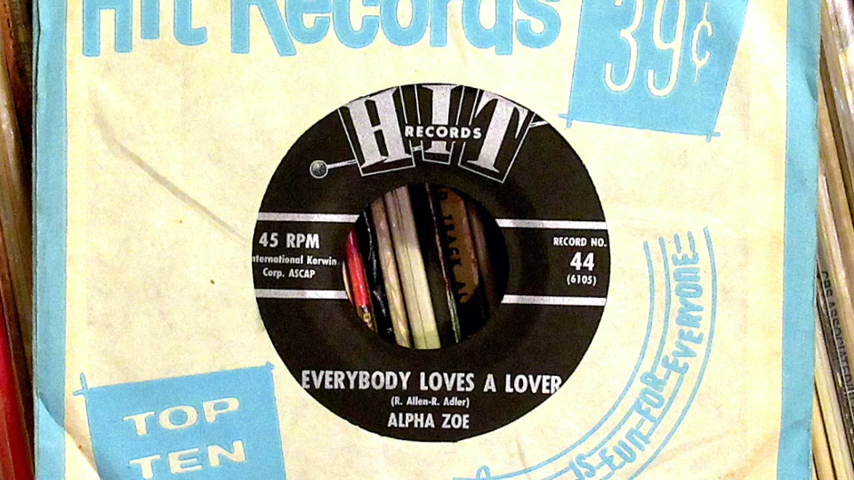 Hit Records
39¢
HIT
RECORDS
45 RPM
International Korwin
Corp. ASCAP
RECORD NO.
44
(6105)
EVERYBODY LOVES A LOVER
(R. Allen-R. Adler)
ALPHA ZOE
TOP
TEN
IS FUN FOR EVERYONE